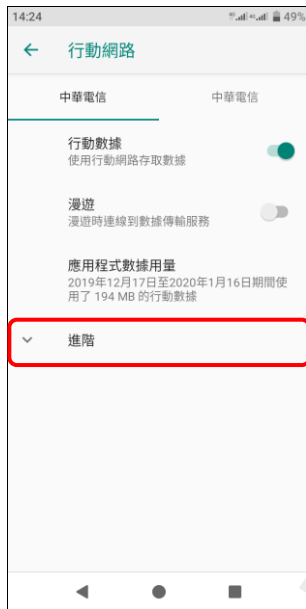 14:24
49%
行動網路
中華電信
中華電信
行動數據
使用行動網路存取數據
漫遊
漫遊時連線到數據傳輸服務
應用程式數據用量
2019年12月17日至2020年1月16日期間使
用了 194 MB 的行動數據
進階